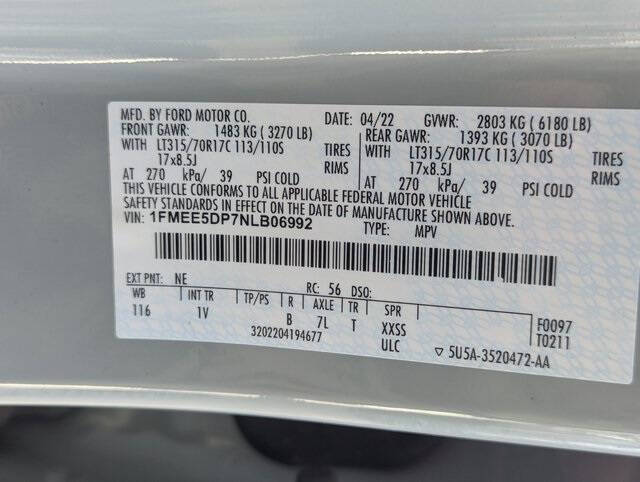 MFD. BY FORD MOTOR CO. DATE: 04/22 GVWR: 2803 KG ( 6180 LB)
FRONT GAWR: 1483 KG ( 3270 LB) REAR GAWR: 1393 KG ( 3070 LB)
WITH LT315/70R17C 113/110S TIRES WITH LT315/70R17C 113/110S TIRES
17x8.5J RIMS 17x8.5J RIMS
AT 270 kPa/ 39 PSI COLD AT 270 kPa/ 39 PSI COLD
THIS VEHICLE CONFORMS TO ALL APPLICABLE FEDERAL MOTOR VEHICLE
SAFETY STANDARDS IN EFFECT ON THE DATE OF MANUFACTURE SHOWN ABOVE.
VIN: 1FMEE5DP7NLB06992 TYPE: MPV
EXT PNT: NE RC: 56 DSO:
WB INT TR TP/PS R AXLE TR SPR
116 1V B 7L T XXSS F0097
3202204194677 ULC T0211
▽ 5U5A-3520472-AA